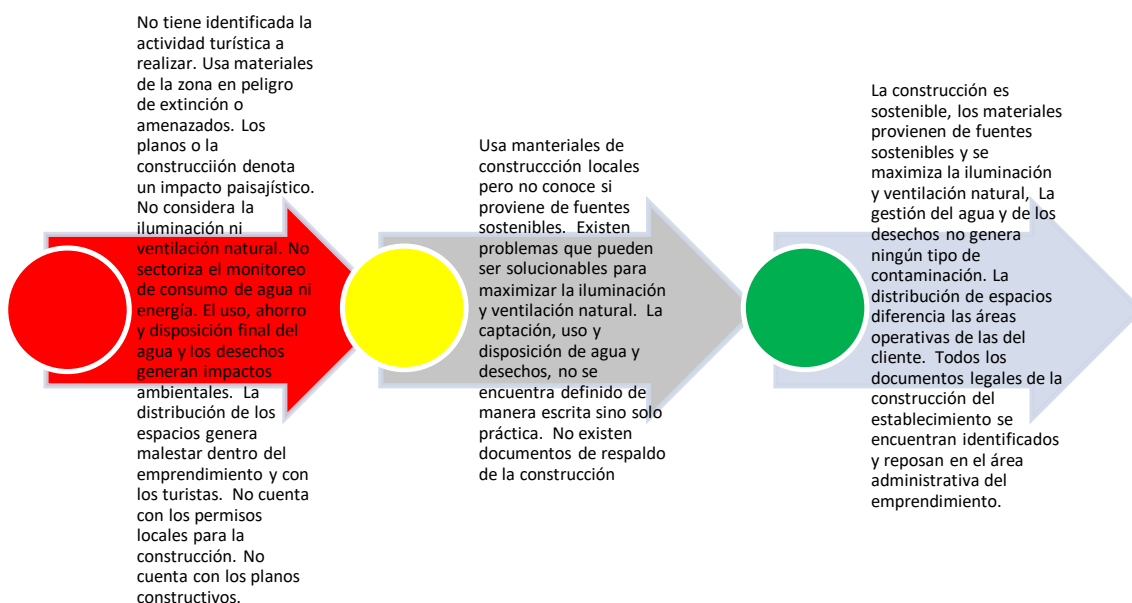 No tiene identificada la
actividad turística a
realizar. Usa materiales
de la zona en peligro
de extinción o
amenazados. Los
planos o la
construcciión denota
un impacto paisajístico.
No considera la
iluminación ni
ventilación natural. No
sectoriza el monitoreo
de consumo de agua ni
energía. El uso, ahorro
y disposición final del
agua y los desechos
generan impactos
ambientales. La
distribución de los
espacios genera
malestar dentro del
emprendimiento y con
los turistas. No cuenta
con los permisos
locales para la
construcción. No
cuenta con los planos
constructivos.
Usa manteriales de
construccción locales
pero no conoce si
proviene de fuentes
sostenibles. Existen
problemas que pueden
ser solucionables para
maximizar la iluminación
y ventilación natural. La
captación, uso y
disposición de agua y
desechos, no se
encuentra definido de
manera escrita sino solo
práctica. No existen
documentos de respaldo
de la construcción
La construcción es
sostenible, los materiales
provienen de fuentes
sostenibles y se
maximiza la iluminación
y ventilación natural, La
gestión del agua y de los
desechos no genera
ningún tipo de
contaminación. La
distribución de espacios
diferencia las áreas
operativas de las del
cliente. Todos los
documentos legales de la
construcción del
establecimiento se
encuentran identificados
y reposan en el área
administrativa del
emprendimiento.